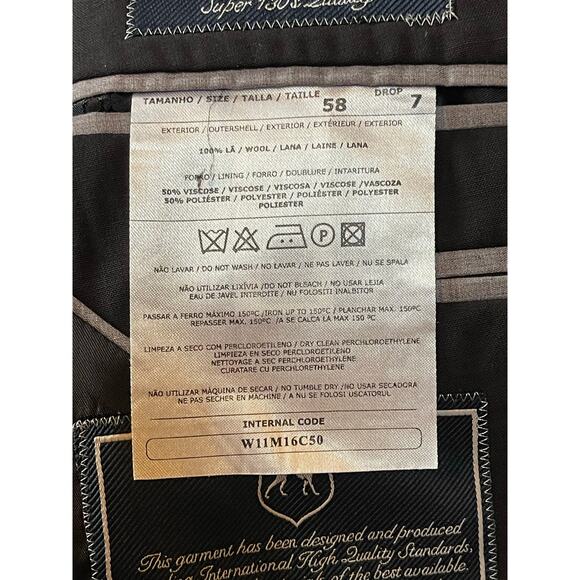 Super 130's Quality
TAMANHO / SIZE / TALLA / TAILLE 58 DROP 7
EXTERIOR / OUTERSHELL / EXTERIOR / EXTÉRIEUR / EXTERIOR
100% LÃ / WOOL / LANA / LAINE / LANA
FORRO / LINING / FORRO / DOUBLURE / INTARITURA
50% VISCOSE / VISCOSE / VISCOSA / VISCOSE /VASCOZA
50% POLIÉSTER / POLYESTER / POLIÉSTER / POLYESTER
POLIESTER
P
NÃO LAVAR / DO NOT WASH / NO LAVAR / NE PAS LAVER / NU SE SPALA
NÃO UTILIZAR LIXÍVIA /DO NOT BLEACH / NO USAR LEJIA
EAU DE JAVEL INTERDITE / NU FOLOSITI INALBITOR
PASSAR A FERRO MÁXIMO 150ºC /IRON UP TO 150ºC / PLANCHAR MAX. 150ºC
REPASSER MAX. 150ºC /A SE CALCA LA MAX 150 ºC
LIMPEZA A SECO COM PERCLOROETILENO / DRY CLEAN PERCHLOROETHYLENE
LIMPIEZA EN SECO PERCLOROETILENO
NETTOYAGE A SEC PERCHLOROETHYLENE
CURATARE CU PERCLOROETHYLENE
NÃO UTILIZAR MÁQUINA DE SECAR / NO TUMBLE DRY / NO USAR SECADORA
NE PAS SECHER EN MACHINE / A NU SE FOLOSI USCATORUL
INTERNAL CODE
W11M16C50
This garment has been designed and produced
International High Quality Standards,
of the best available.